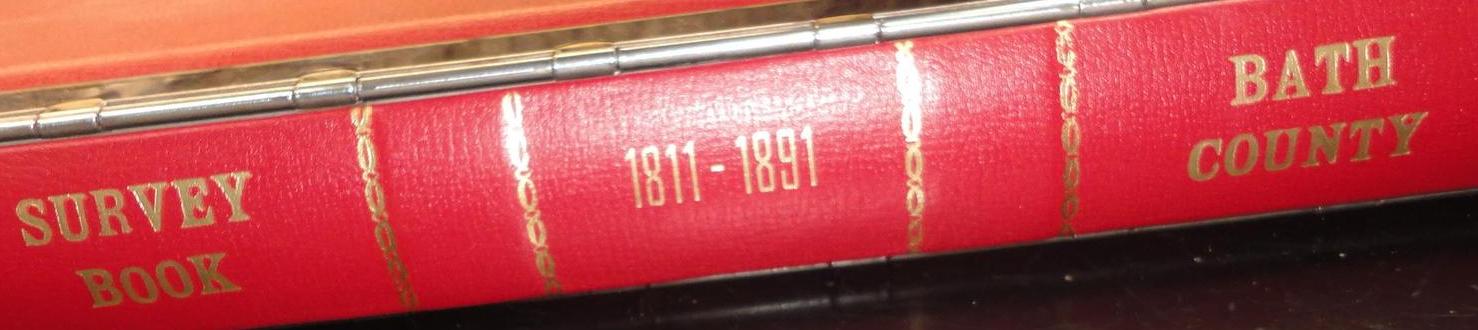 SURVEY
BOOK
1811-1891
BATH
COUNTY